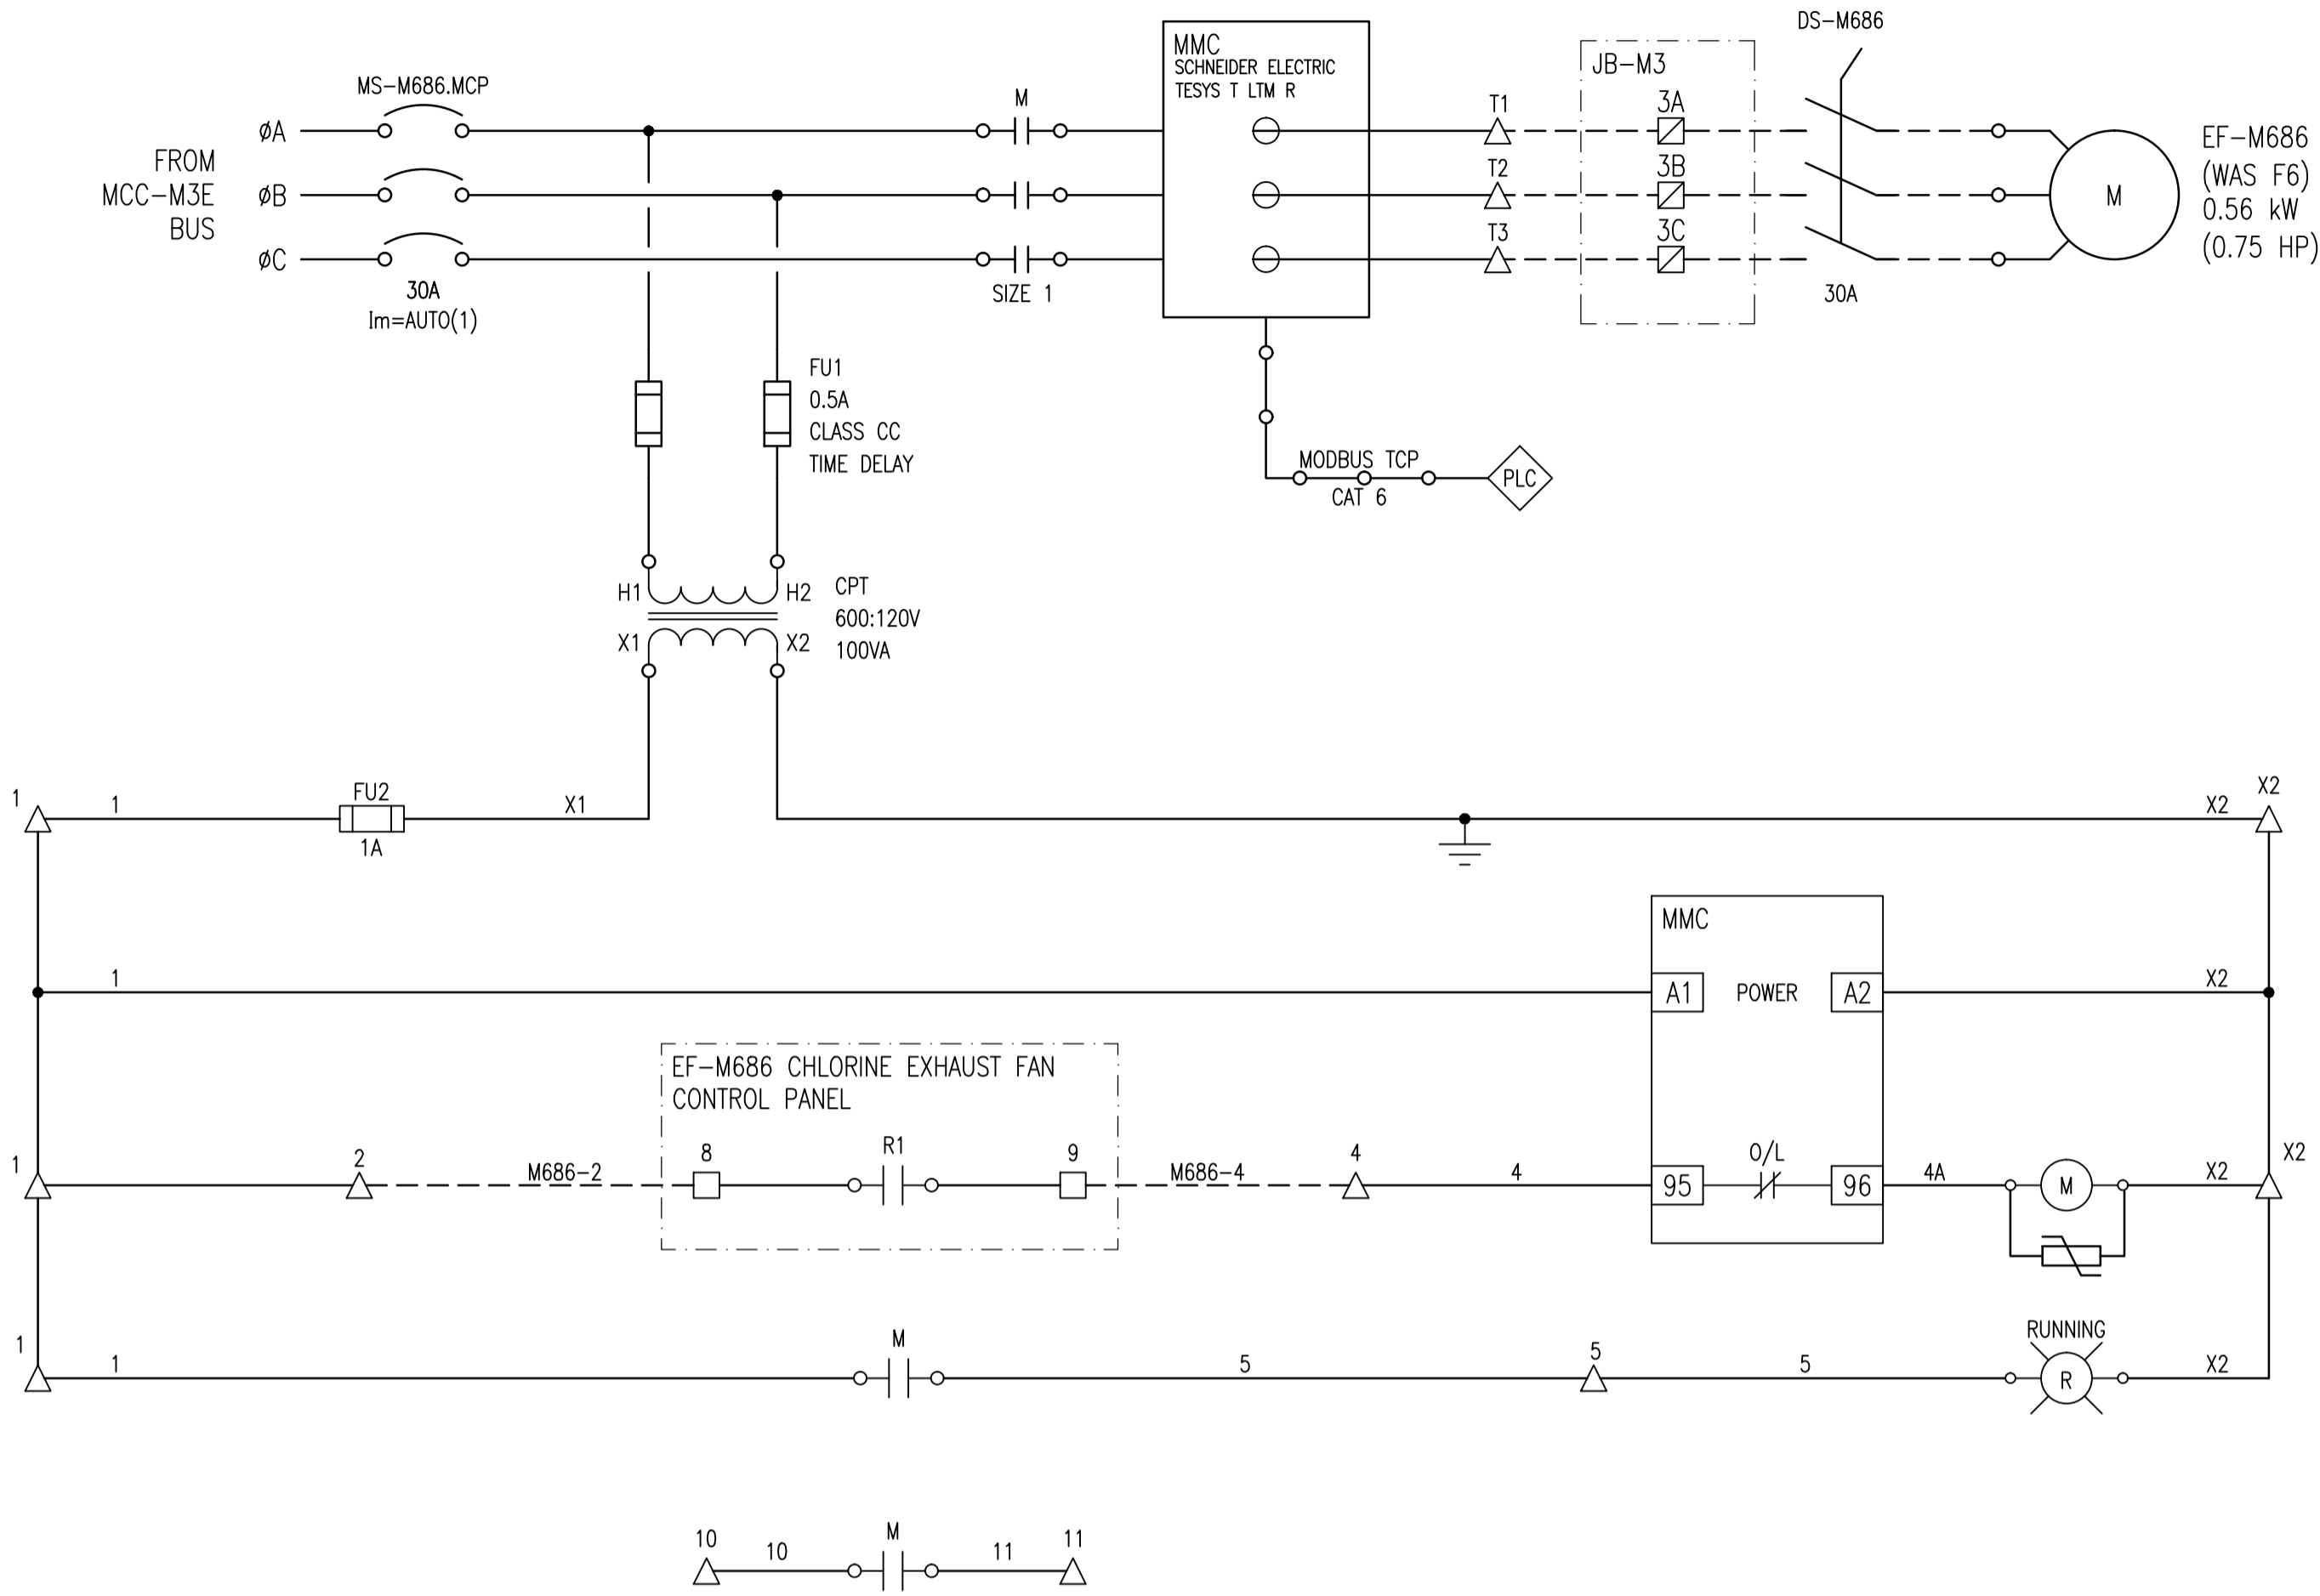 DS-M686
MMC
SCHNEIDER ELECTRIC
TESYS T LTM R
JB-M3
MS-M686.MCP
M
T1
3A
øA
FROM
MCC-M3E
BUS
øB
T2
3B
M
EF-M686
(WAS F6)
0.56 kW
(0.75 HP)
øC
T3
3C
30A
Im=AUTO(1)
SIZE 1
30A
FU1
0.5A
CLASS CC
TIME DELAY
MODBUS TCP
CAT 6
PLC
H1
H2
CPT
600:120V
100VA
X1
X2
1
1
FU2
1A
X1
X2
X2
MMC
1
A1
POWER
A2
X2
EF-M686 CHLORINE EXHAUST FAN
CONTROL PANEL
1
2
M686-2
8
R1
9
M686-4
4
4
95
O/L
96
4A
M
X2
X2
1
1
M
5
5
5
RUNNING
R
X2
10
10
M
11
11